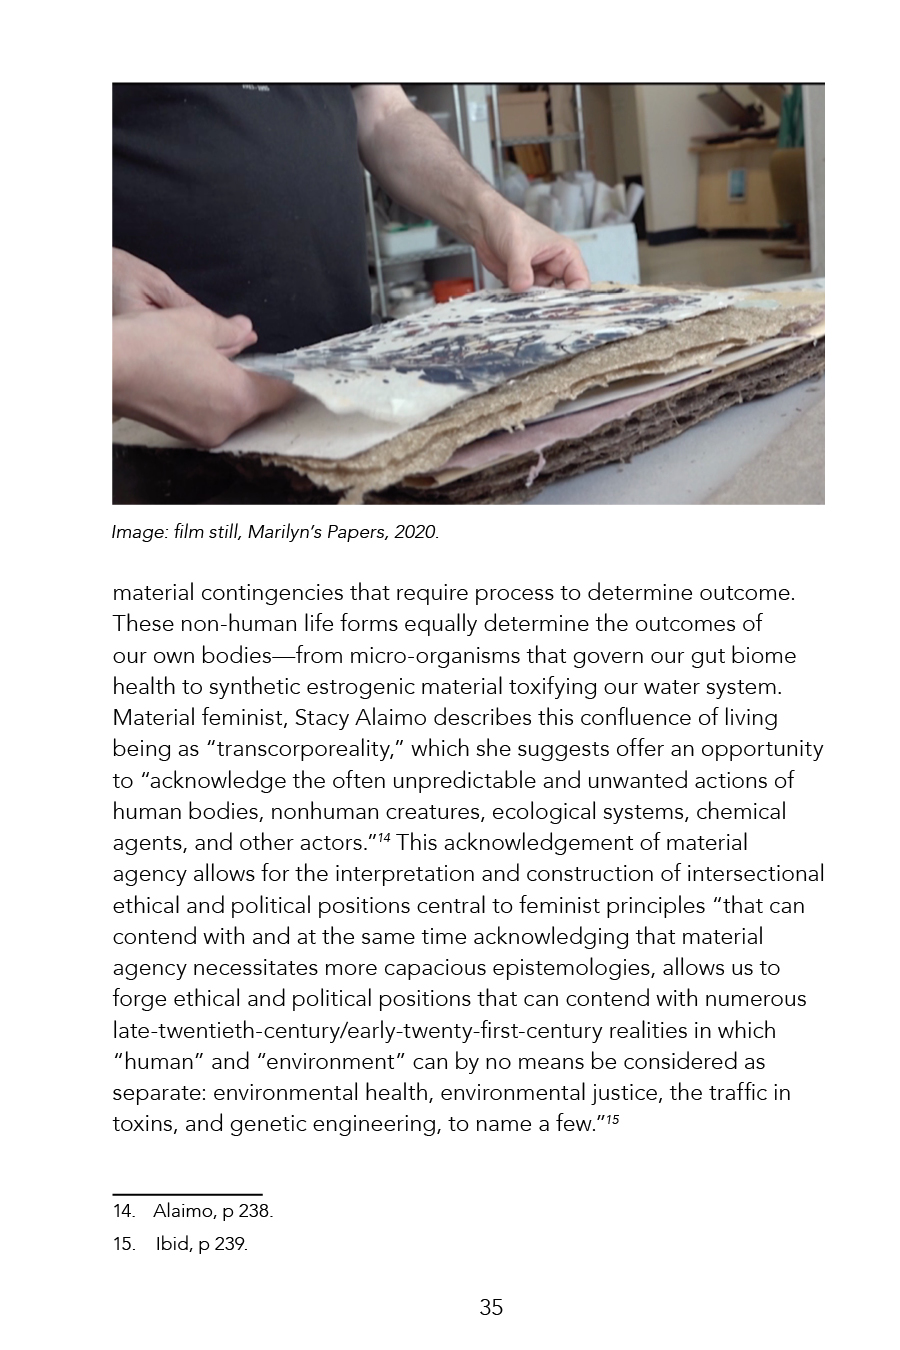 Image: film still, Marilyn’s Papers, 2020.
material contingencies that require process to determine outcome.
These non-human life forms equally determine the outcomes of
our own bodies—from micro-organisms that govern our gut biome
health to synthetic estrogenic material toxifying our water system.
Material feminist, Stacy Alaimo describes this confluence of living
being as “transcorporeality,” which she suggests offer an opportunity
to “acknowledge the often unpredictable and unwanted actions of
human bodies, nonhuman creatures, ecological systems, chemical
agents, and other actors.”14 This acknowledgement of material
agency allows for the interpretation and construction of intersectional
ethical and political positions central to feminist principles “that can
contend with and at the same time acknowledging that material
agency necessitates more capacious epistemologies, allows us to
forge ethical and political positions that can contend with numerous
late-twentieth-century/early-twenty-first-century realities in which
“human” and “environment” can by no means be considered as
separate: environmental health, environmental justice, the traffic in
toxins, and genetic engineering, to name a few.”15
14. Alaimo, p 238.
15. Ibid, p 239.
35